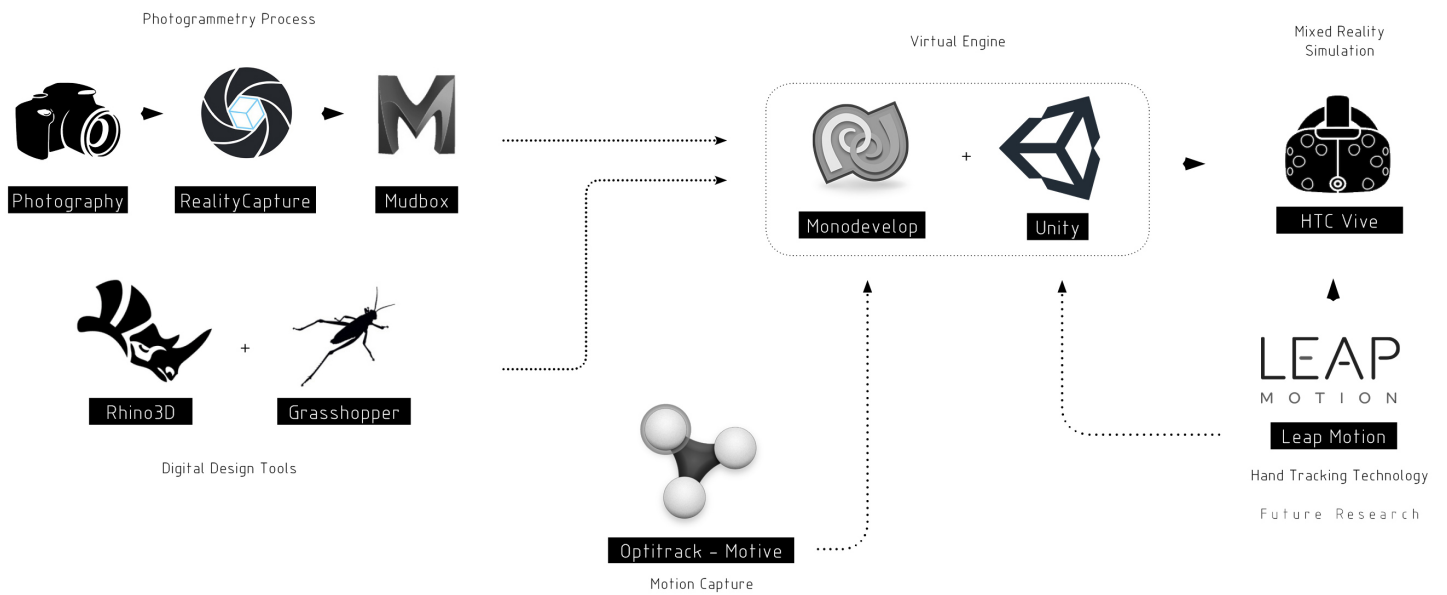 Photogrammetry Process
Virtual Engine
Mixed Reality
Simulation
Photography
RealityCapture
Mudbox
+
Monodevelop
Unity
HTC Vive
+
Rhino3D
Grasshopper
Digital Design Tools
LEAP
MOTION
Leap Motion
Hand Tracking Technology
Future Research
Optitrack - Motive
Motion Capture